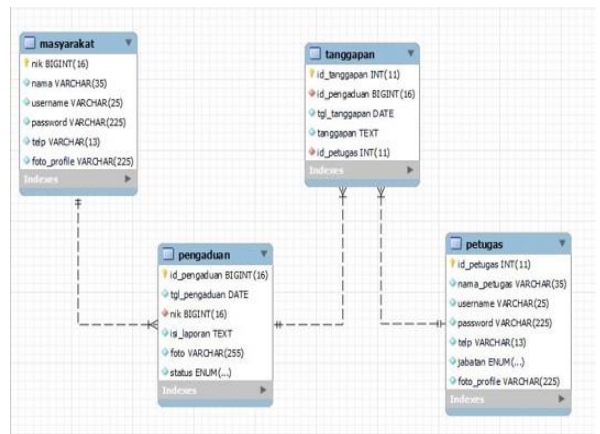 masyarakat
nik BIGINT(16)
nama VARCHAR(35)
username VARCHAR(25)
password VARCHAR(225)
telp VARCHAR(13)
foto_profile VARCHAR(225)
Indexes
tanggapan
id_tanggapan INT(11)
id_pengaduan BIGINT(16)
tgl_tanggapan DATE
tanggapan TEXT
id_petugas INT(11)
Indexes
pengaduan
id_pengaduan BIGINT(16)
tgl_pengaduan DATE
nik BIGINT(16)
isi_laporan TEXT
foto VARCHAR(255)
status ENUM(...)
Indexes
petugas
id_petugas INT(11)
nama_petugas VARCHAR(35)
username VARCHAR(25)
password VARCHAR(225)
telp VARCHAR(13)
jabatan ENUM(...)
foto_profile VARCHAR(225)
Indexes